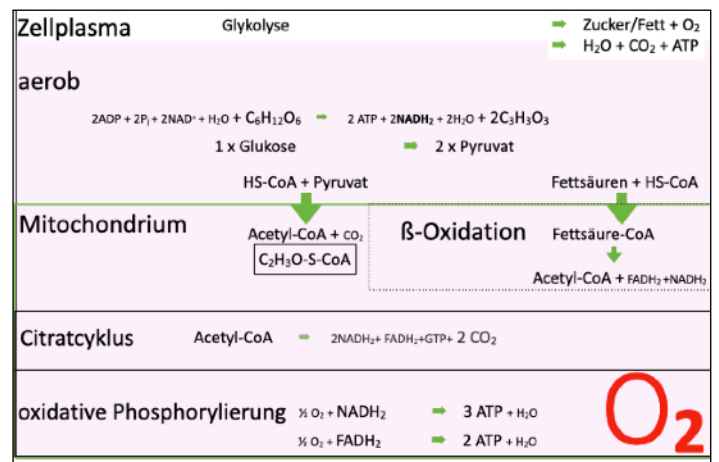 Zellplasma Glykolyse ➡ Zucker/Fett + O₂
➡ H₂O + CO₂ + ATP
aerob
2ADP + 2Pⱼ + 2NAD⁺ + H₂O + C₆H₁₂O₆ ➡ 2 ATP + 2NADH₂ + 2H₂O + 2C₃H₃O₃
1 x Glukose ➡ 2 x Pyruvat
HS-CoA + Pyruvat Fettsäuren + HS-CoA
Mitochondrium Acetyl-CoA + CO₂ ß-Oxidation Fettsäure-CoA
C₂H₃O-S-CoA
Acetyl-CoA + FADH₂+NADH₂
Citratcyklus Acetyl-CoA ➡ 2NADH₂+ FADH₂+GTP+ 2 CO₂
oxidative Phosphorylierung ½ O₂ + NADH₂ ➡ 3 ATP + H₂O
½ O₂ + FADH₂ ➡ 2 ATP + H₂O
O₂